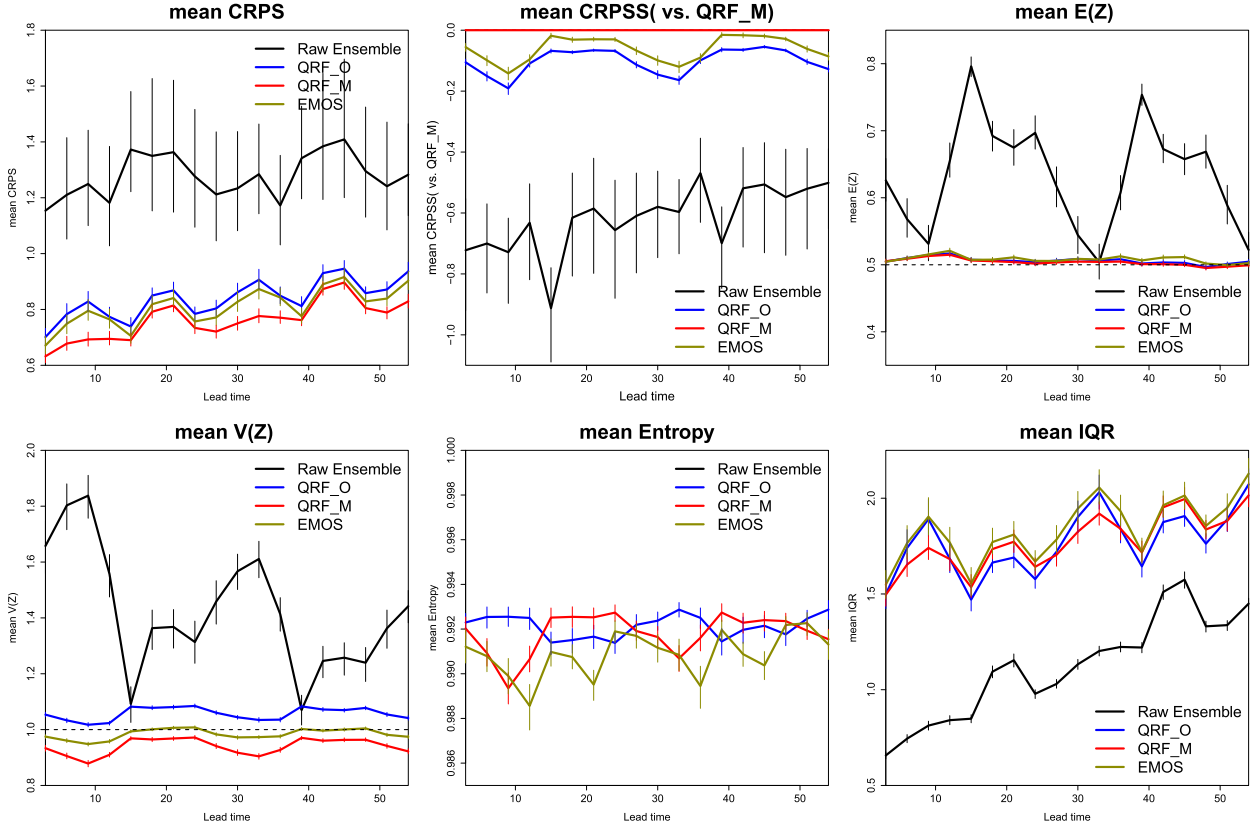 mean CRPS
mean CRPSS( vs. QRF_M)
mean E(Z)
mean CRPS
0.6 0.8 1.0 1.2 1.4 1.6 1.8
Raw Ensemble
QRF_O
QRF_M
EMOS
10 20 30 40 50
Lead time
mean CRPSS( vs. QRF_M)
−1.0 −0.8 −0.6 −0.4 −0.2 0.0
Raw Ensemble
QRF_O
QRF_M
EMOS
10 20 30 40 50
Lead time
mean E(Z)
0.4 0.5 0.6 0.7 0.8
Raw Ensemble
QRF_O
QRF_M
EMOS
10 20 30 40 50
Lead time
mean V(Z)
mean Entropy
mean IQR
mean V(Z)
0.8 1.0 1.2 1.4 1.6 1.8 2.0
Raw Ensemble
QRF_O
QRF_M
EMOS
10 20 30 40 50
Lead time
mean Entropy
0.986 0.988 0.990 0.992 0.994 0.996 0.998 1.000
Raw Ensemble
QRF_O
QRF_M
EMOS
10 20 30 40 50
Lead time
mean IQR
0.5 1.0 1.5 2.0
Raw Ensemble
QRF_O
QRF_M
EMOS
10 20 30 40 50
Lead time